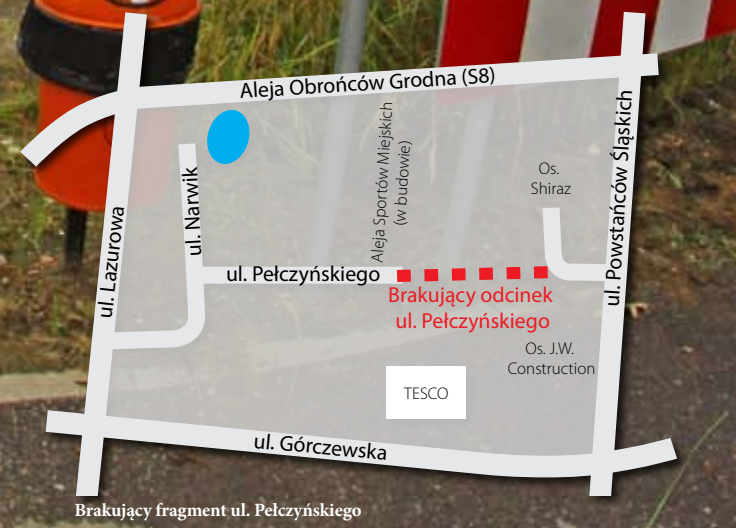 Aleja Obrońców Grodna (S8)
ul. Lazurowa
ul. Narwik
Aleja Sportów Miejskich
(w budowie)
Os.
Shiraz
ul. Powstańców Śląskich
ul. Pełczyńskiego
Brakujący odcinek
ul. Pełczyńskiego
Os. J.W.
Construction
TESCO
ul. Górczewska
Brakujący fragment ul. Pełczyńskiego